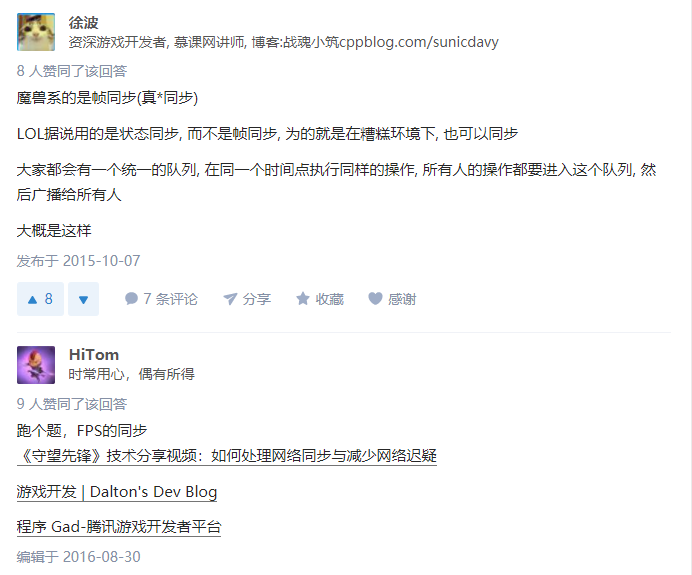 徐波
资深游戏开发者, 慕课网讲师, 博客:战魂小筑cppblog.com/sunicdavy
8 人赞同了该回答
魔兽系的是帧同步(真*同步)
LOL据说用的是状态同步, 而不是帧同步, 为的就是在糟糕环境下, 也可以同步
大家都会有一个统一的队列, 在同一个时间点执行同样的操作, 所有人的操作都要进入这个队列, 然
后广播给所有人
大概是这样
发布于 2015-10-07
8 7 条评论 分享 收藏 感谢
HiTom
时常用心，偶有所得
9 人赞同了该回答
跑个题，FPS的同步
《守望先锋》技术分享视频：如何处理网络同步与减少网络迟疑
游戏开发 | Dalton's Dev Blog
程序 Gad-腾讯游戏开发者平台
编辑于 2016-08-30